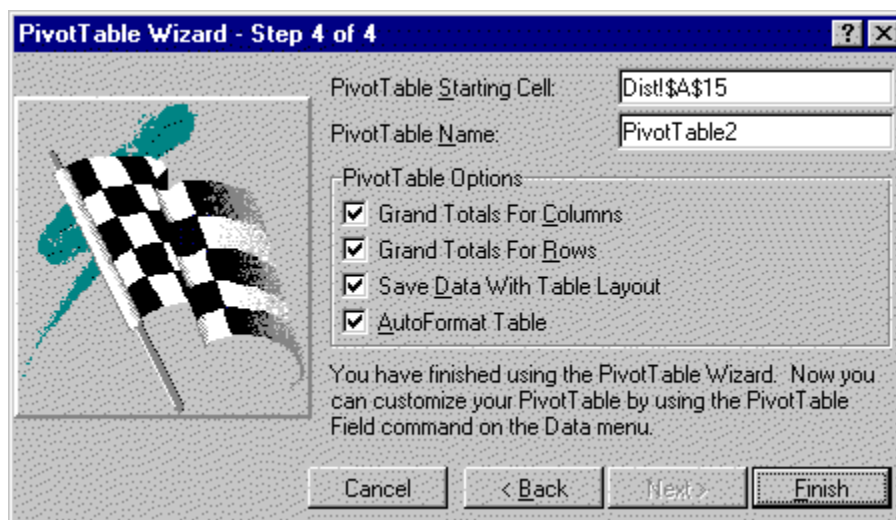 PivotTable Wizard - Step 4 of 4
PivotTable Starting Cell: Dist!$A$15
PivotTable Name: PivotTable2
PivotTable Options
Grand Totals For Columns
Grand Totals For Rows
Save Data With Table Layout
AutoFormat Table
You have finished using the PivotTable Wizard. Now you
can customize your PivotTable by using the PivotTable
Field command on the Data menu.
Cancel < Back Next > Finish